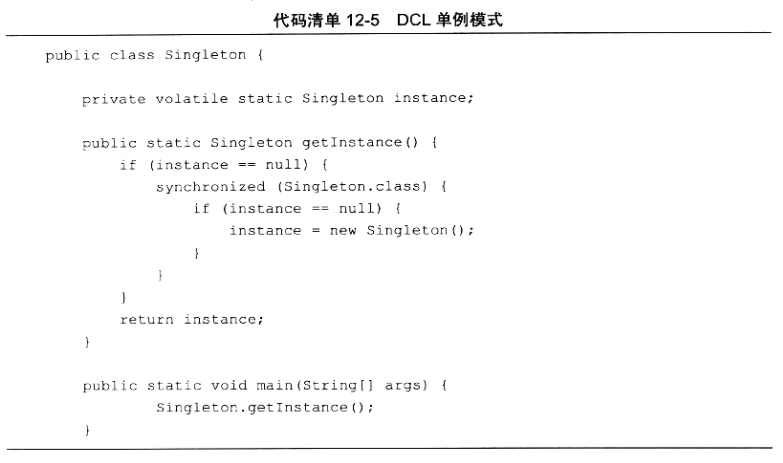 代码清单 12-5 DCL 单例模式
public class Singleton {
private volatile static Singleton instance;
public static Singleton getInstance() {
if (instance == null) {
synchronized (Singleton.class) {
if (instance == null) {
instance = new Singleton();
}
}
}
return instance;
}
public static void main(String[] args) {
Singleton.getInstance();
}